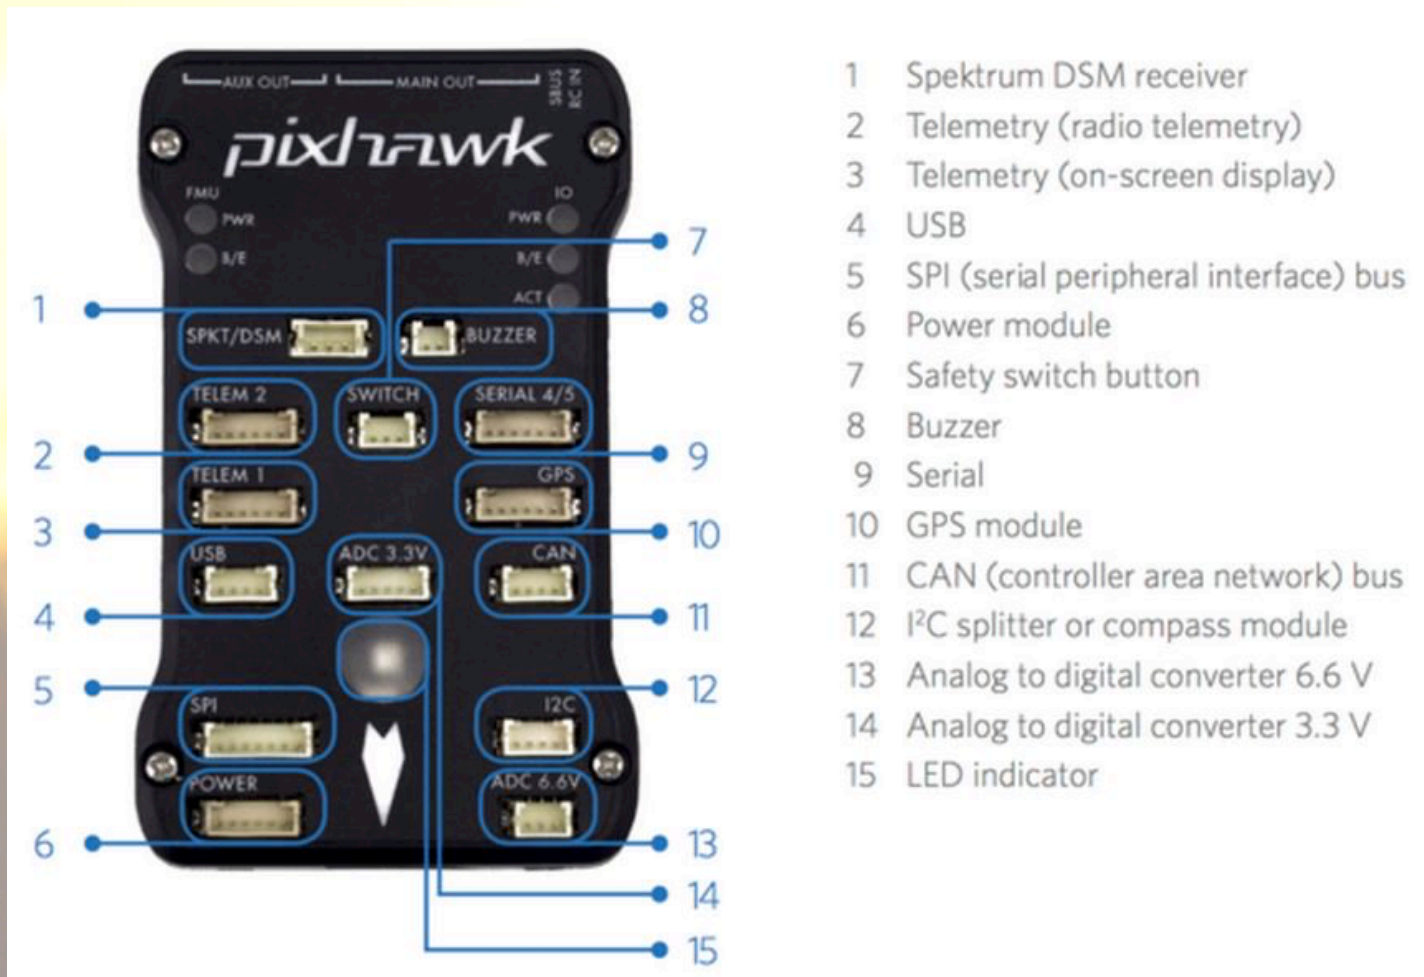 AUX OUT MAIN OUT SBUS
RC IN
pixhawk
FMU IO
PWR PWR
B/E B/E
ACT
SPKT/DSM BUZZER
TELEM 2 SWITCH SERIAL 4/5
TELEM 1 GPS
USB ADC 3.3V CAN
SPI I2C
POWER ADC 6.6V
1
2
3
4
5
6
7
8
9
10
11
12
13
14
15
1 Spektrum DSM receiver
2 Telemetry (radio telemetry)
3 Telemetry (on-screen display)
4 USB
5 SPI (serial peripheral interface) bus
6 Power module
7 Safety switch button
8 Buzzer
9 Serial
10 GPS module
11 CAN (controller area network) bus
12 I²C splitter or compass module
13 Analog to digital converter 6.6 V
14 Analog to digital converter 3.3 V
15 LED indicator